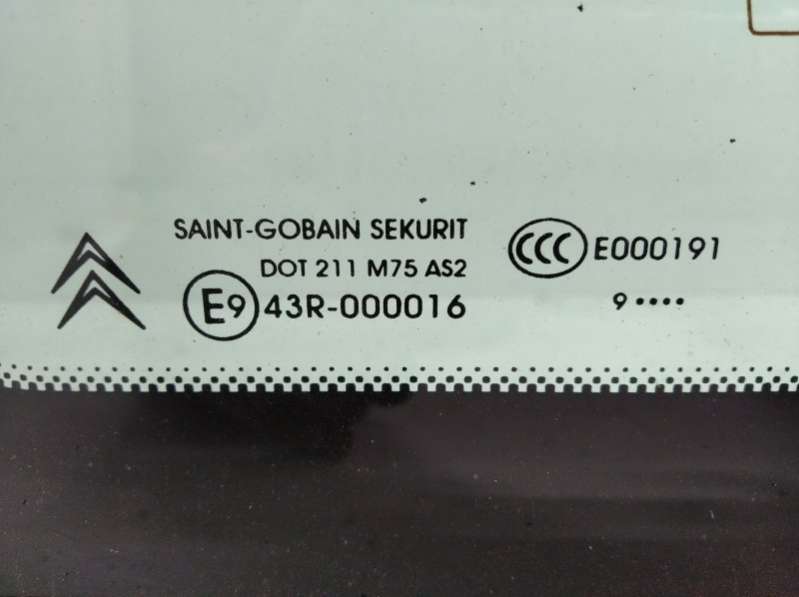 SAINT-GOBAIN SEKURIT
DOT 211 M75 AS2
E9 43R-000016
CCC E000191
9 ••••